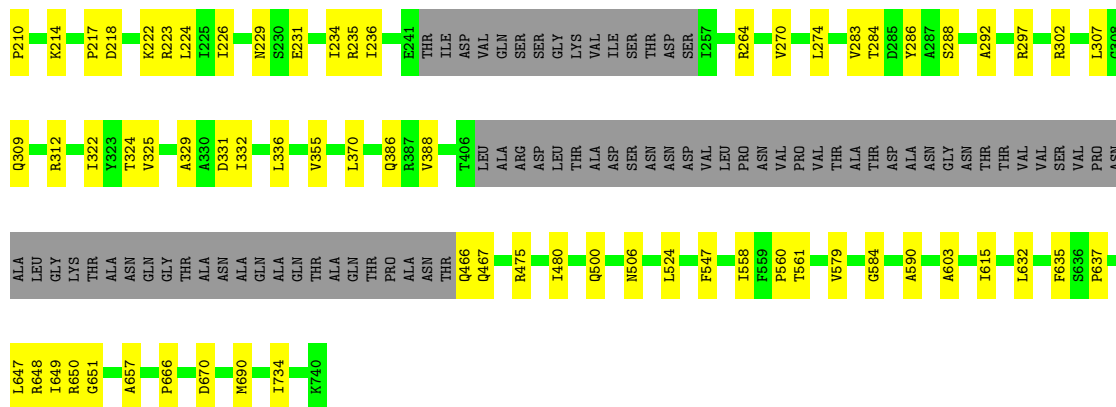 P210 K214 P217 D218 K222 R223 L224 I225 I226 N229 S230 E231 I234 R235 I236 E241 THR ILE ASP VAL GLN SER SER GLY LYS VAL ILE SER THR ASP SER I257 R264 V270 L274 V283 T284 D285 Y286 A287 S288 A292 R297 R302 L307 G308
Q309 R312 I322 Y323 T324 V325 A329 A330 D331 I332 L336 V355 L370 Q386 R387 V388 T406 LEU ALA ARG ASP LEU THR ALA ASP SER ASN ASN ASP VAL LEU PRO ASN VAL PRO VAL THR ALA THR ASP ALA ASN GLY ASN THR THR VAL VAL SER VAL PRO ASN
ALA LEU GLY LYS THR ALA ASN GLN GLY THR ALA ASN ALA GLN ALA GLN THR ALA GLN THR PRO ALA ASN THR Q466 Q467 R475 I480 Q500 N506 L524 F547 I558 F559 P560 T561 V579 G584 A590 A603 I615 L632 F635 S636 P637
L647 R648 I649 R650 G651 A657 P666 D670 M690 I734 K740